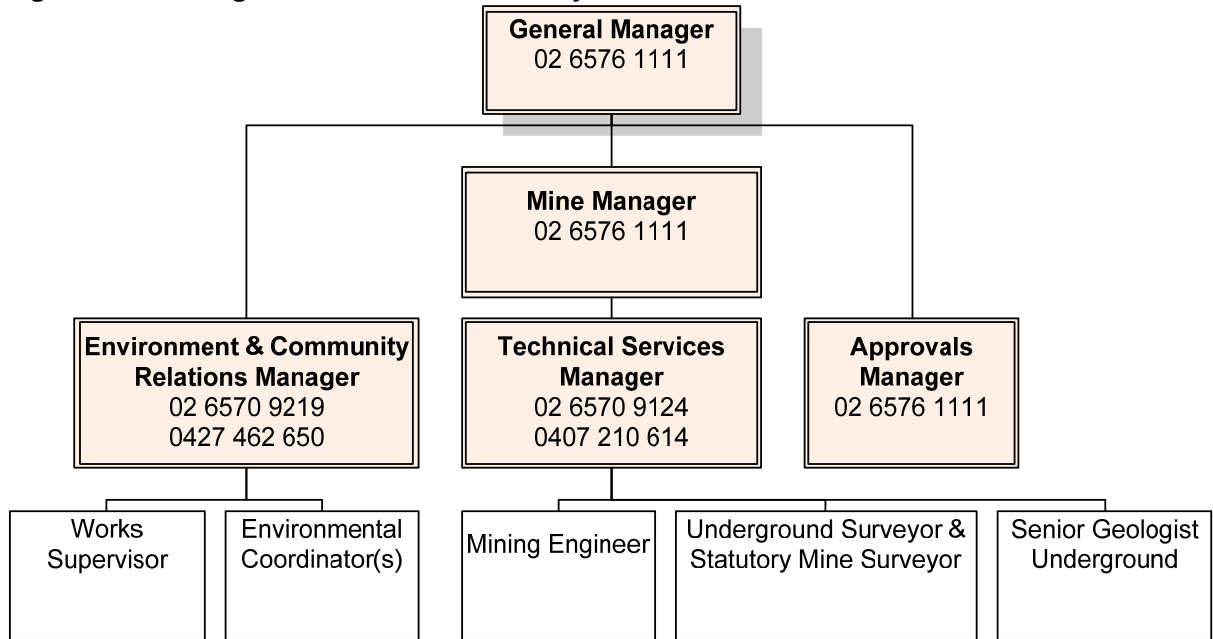 General Manager
02 6576 1111
Mine Manager
02 6576 1111
Environment & Community
Relations Manager
02 6570 9219
0427 462 650
Technical Services
Manager
02 6570 9124
0407 210 614
Approvals
Manager
02 6576 1111
Works
Supervisor
Environmental
Coordinator(s)
Mining Engineer
Underground Surveyor &
Statutory Mine Surveyor
Senior Geologist
Underground